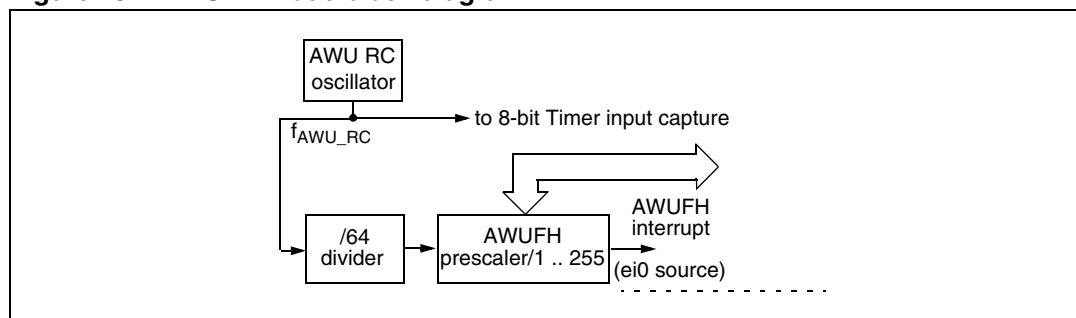 AWU RC
oscillator
to 8-bit Timer input capture
fAWU_RC
AWUFH
interrupt
/64
divider
AWUFH
prescaler/1 .. 255
(ei0 source)